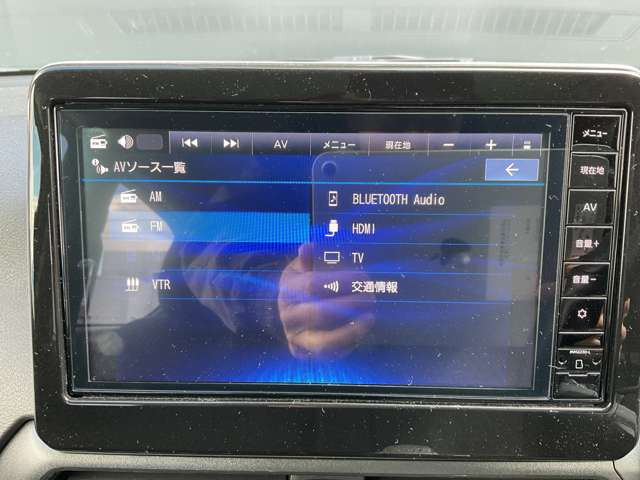 AV メニュー 現在地 − +
AVソース一覧
AM
FM
VTR
BLUETOOTH Audio
HDMI
TV
交通情報
メニュー
現在地
AV
音量+
音量−